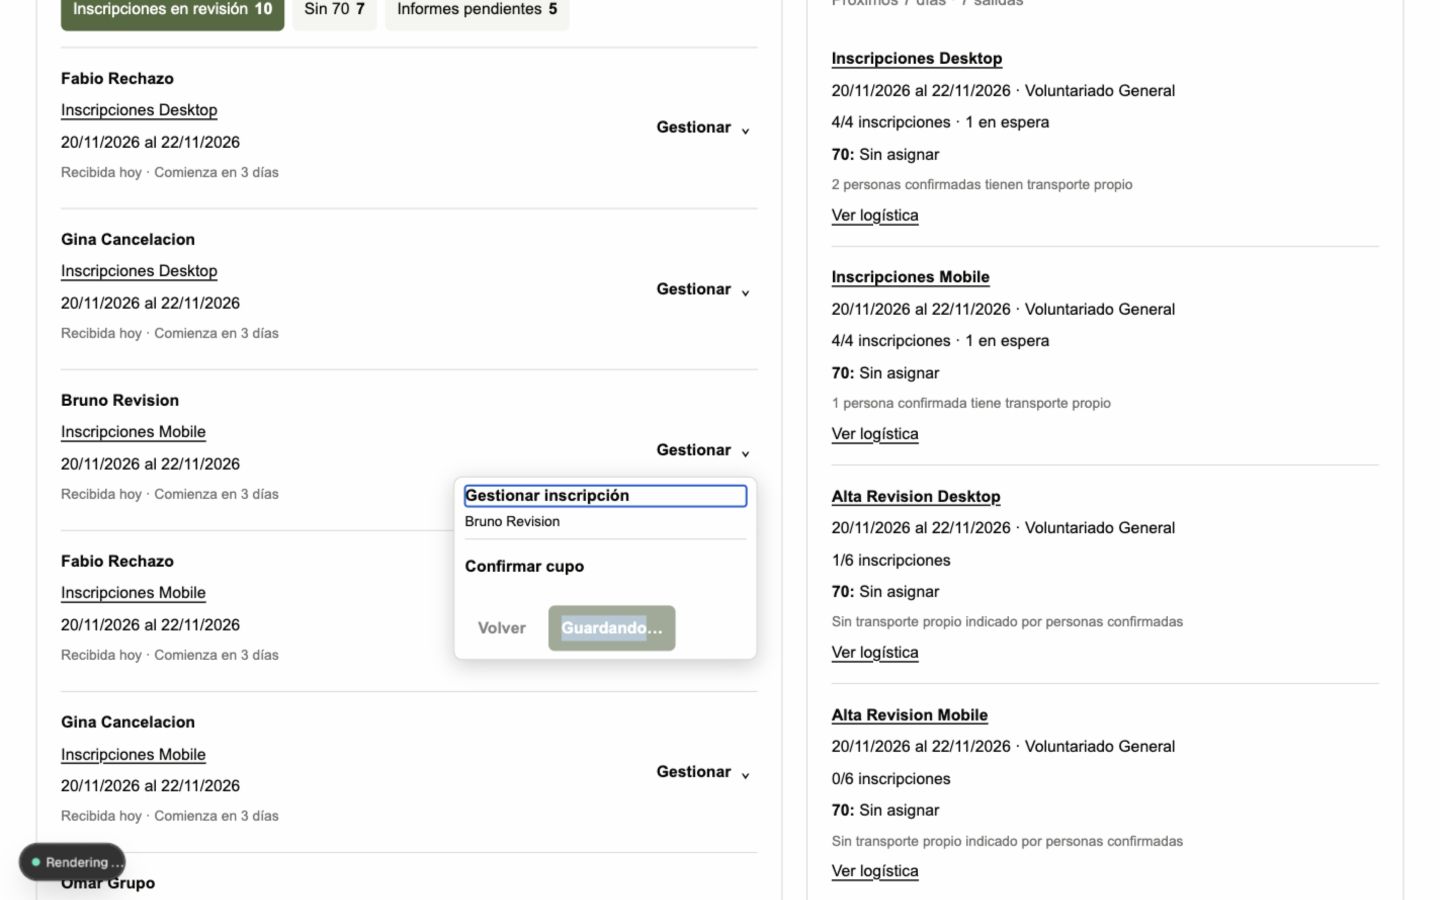 Inscripciones en revisión 10
Sin 70 7
Informes pendientes 5
Fabio Rechazo
Inscripciones Desktop
20/11/2026 al 22/11/2026
Recibida hoy · Comienza en 3 días
Gestionar
Gina Cancelacion
Inscripciones Desktop
20/11/2026 al 22/11/2026
Recibida hoy · Comienza en 3 días
Gestionar
Bruno Revision
Inscripciones Mobile
20/11/2026 al 22/11/2026
Recibida hoy · Comienza en 3 días
Gestionar
Gestionar inscripción
Bruno Revision
Confirmar cupo
Volver
Guardando...
Fabio Rechazo
Inscripciones Mobile
20/11/2026 al 22/11/2026
Recibida hoy · Comienza en 3 días
Gina Cancelacion
Inscripciones Mobile
20/11/2026 al 22/11/2026
Recibida hoy · Comienza en 3 días
Gestionar
Rendering ...
Omar Grupo
Próximos 7 días · 7 salidas
Inscripciones Desktop
20/11/2026 al 22/11/2026 · Voluntariado General
4/4 inscripciones · 1 en espera
70: Sin asignar
2 personas confirmadas tienen transporte propio
Ver logística
Inscripciones Mobile
20/11/2026 al 22/11/2026 · Voluntariado General
4/4 inscripciones · 1 en espera
70: Sin asignar
1 persona confirmada tiene transporte propio
Ver logística
Alta Revision Desktop
20/11/2026 al 22/11/2026 · Voluntariado General
1/6 inscripciones
70: Sin asignar
Sin transporte propio indicado por personas confirmadas
Ver logística
Alta Revision Mobile
20/11/2026 al 22/11/2026 · Voluntariado General
0/6 inscripciones
70: Sin asignar
Sin transporte propio indicado por personas confirmadas
Ver logística